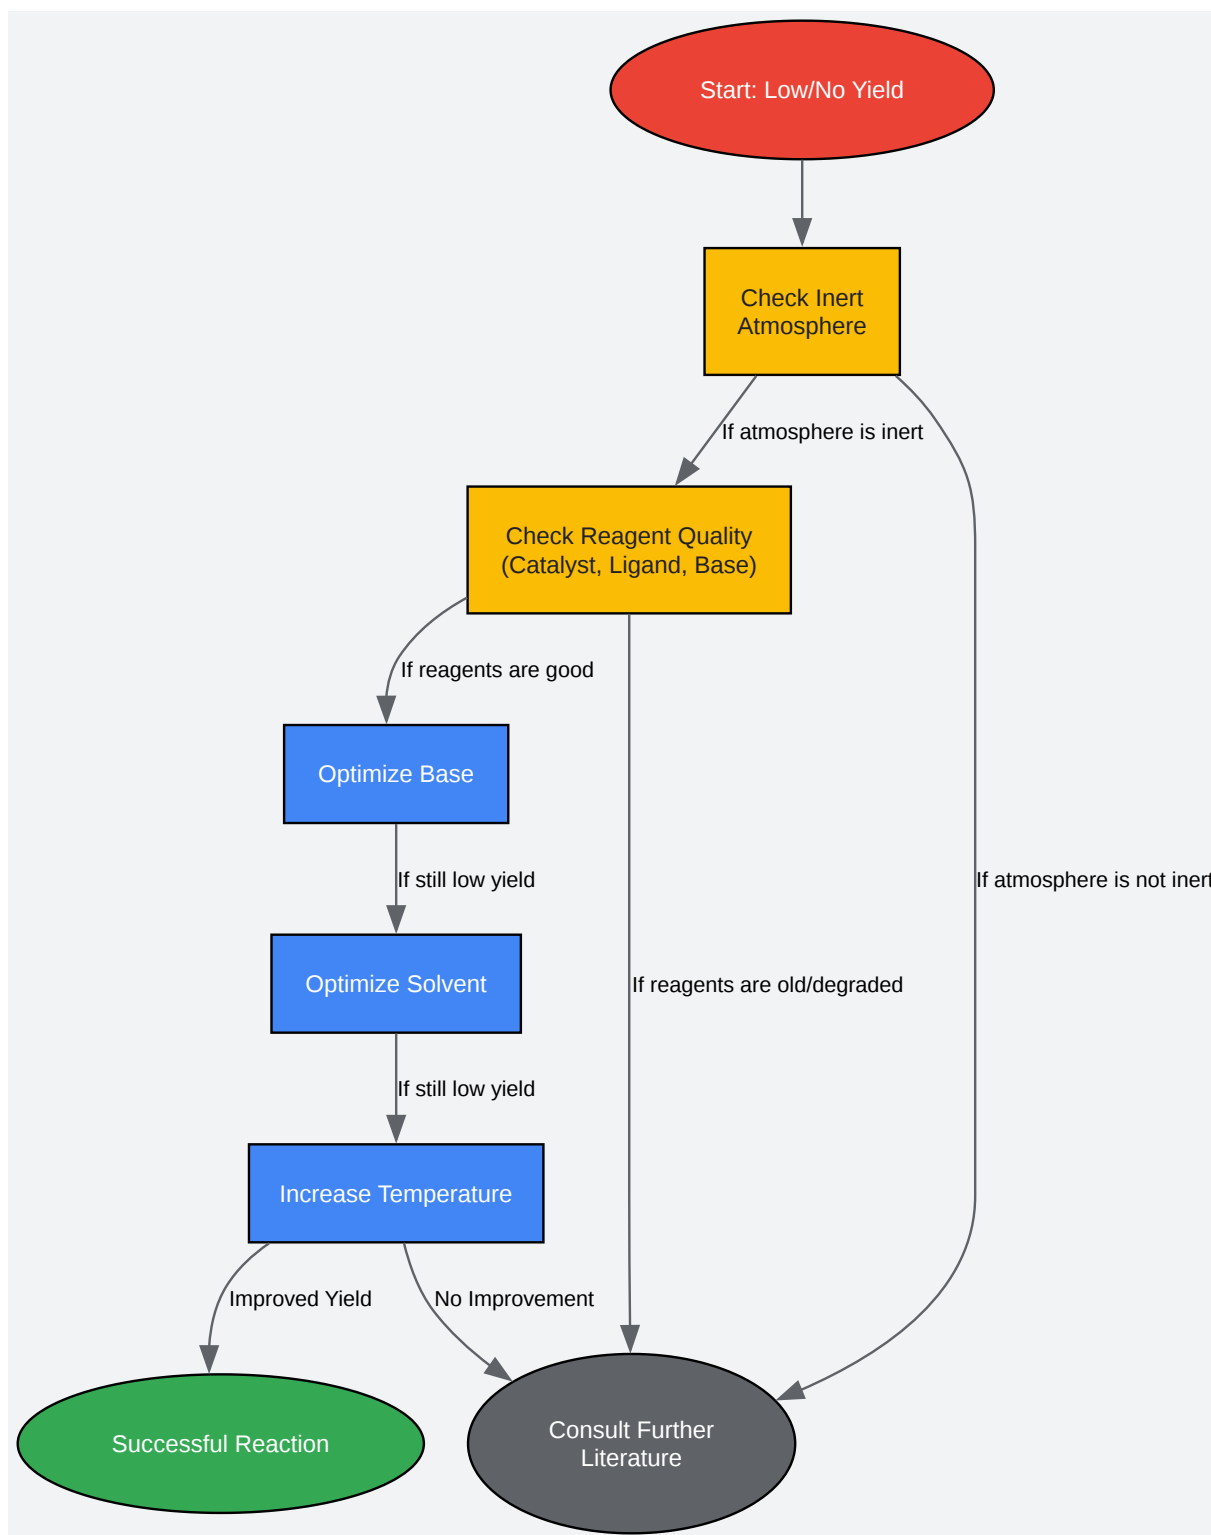 Start: Low/No Yield
Check Inert
Atmosphere
If atmosphere is inert
Check Reagent Quality
(Catalyst, Ligand, Base)
If reagents are good
Optimize Base
If still low yield
If atmosphere is not inert
Optimize Solvent
If reagents are old/degraded
If still low yield
Increase Temperature
Improved Yield
No Improvement
Successful Reaction
Consult Further
Literature